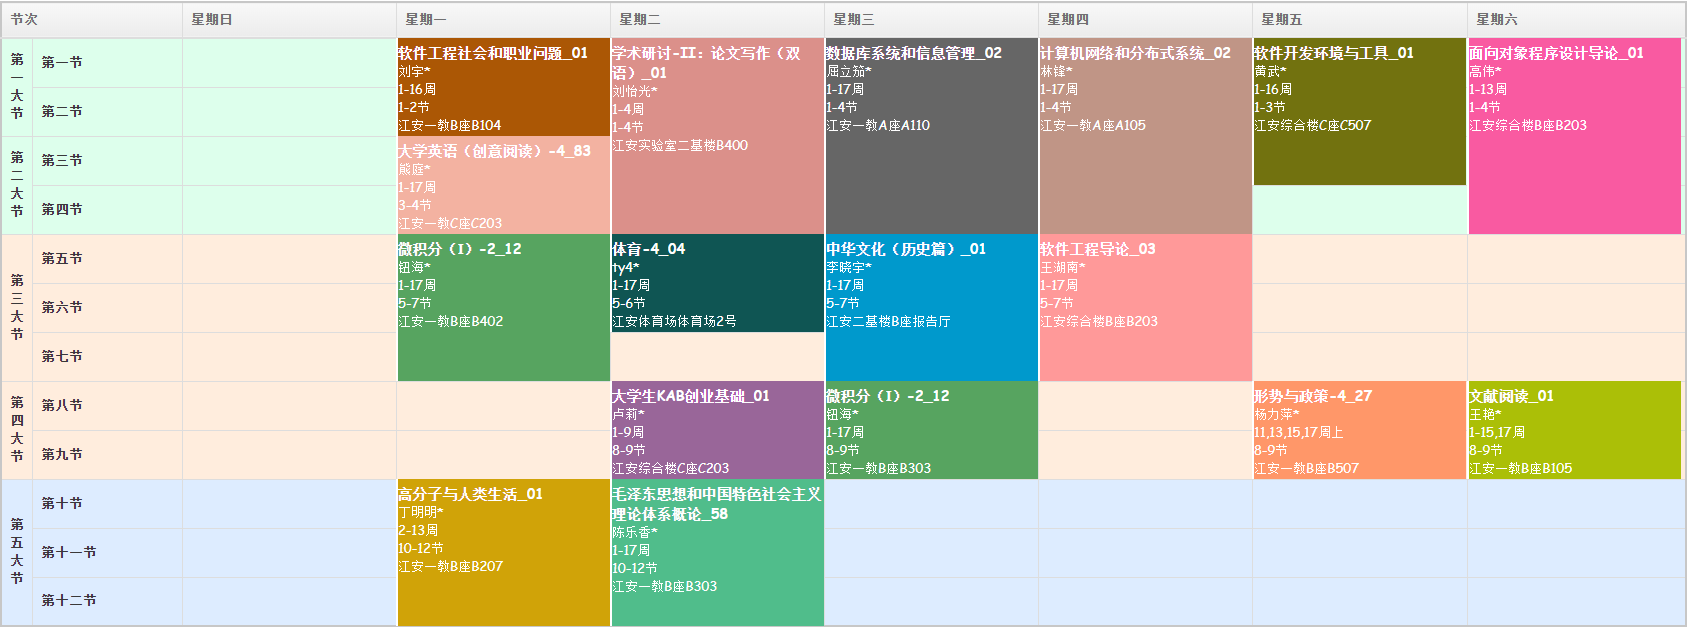 节次
星期日
星期一
星期二
星期三
星期四
星期五
星期六
第一大节
第一节
第二节
第二大节
第三节
第四节
第三大节
第五节
第六节
第七节
第四大节
第八节
第九节
第五大节
第十节
第十一节
第十二节
软件工程社会和职业问题_01
刘宇*
1-16周
1-2节
江安一教B座B104
大学英语（创意阅读）-4_83
熊庭*
1-17周
3-4节
江安一教C座C203
微积分（I）-2_12
钮海*
1-17周
5-7节
江安一教B座B402
高分子与人类生活_01
丁明明*
2-13周
10-12节
江安一教B座B207
学术研讨-II：论文写作（双
语）_01
刘怡光*
1-4周
1-4节
江安实验室二基楼B400
体育-4_04
ty4*
1-17周
5-6节
江安体育场体育场2号
大学生KAB创业基础_01
卢莉*
1-9周
8-9节
江安综合楼C座C203
毛泽东思想和中国特色社会主义
理论体系概论_58
陈乐香*
1-17周
10-12节
江安一教B座B303
数据库系统和信息管理_02
屈立笳*
1-17周
1-4节
江安一教A座A110
中华文化（历史篇）_01
李晓宇*
1-17周
5-7节
江安二基楼B座报告厅
微积分（I）-2_12
钮海*
1-17周
8-9节
江安一教B座B303
计算机网络和分布式系统_02
林锋*
1-17周
1-4节
江安一教A座A105
软件工程导论_03
王湖南*
1-17周
5-7节
江安综合楼B座B203
软件开发环境与工具_01
黄武*
1-16周
1-3节
江安综合楼C座C507
形势与政策-4_27
杨力菲*
11,13,15,17周上
8-9节
江安一教B座B507
面向对象程序设计导论_01
高伟*
1-13周
1-4节
江安综合楼B座B203
文献阅读_01
王艳*
1-15,17周
8-9节
江安一教B座B105